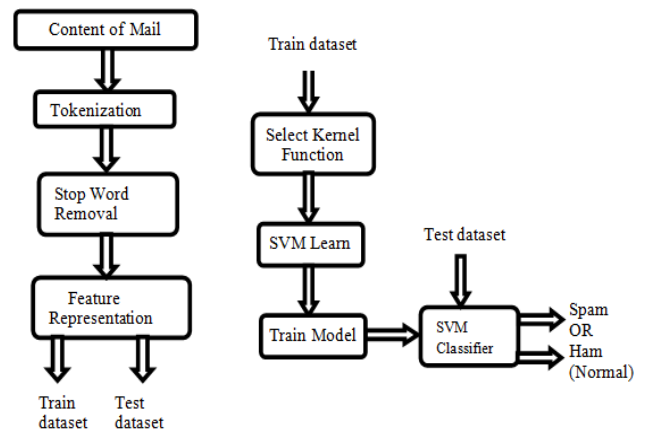 Content of Mail
Tokenization
Stop Word
Removal
Feature
Representation
Train
dataset
Test
dataset
Train dataset
Select Kernel
Function
SVM Learn
Train Model
Test dataset
SVM
Classifier
Spam
OR
Ham
(Normal)